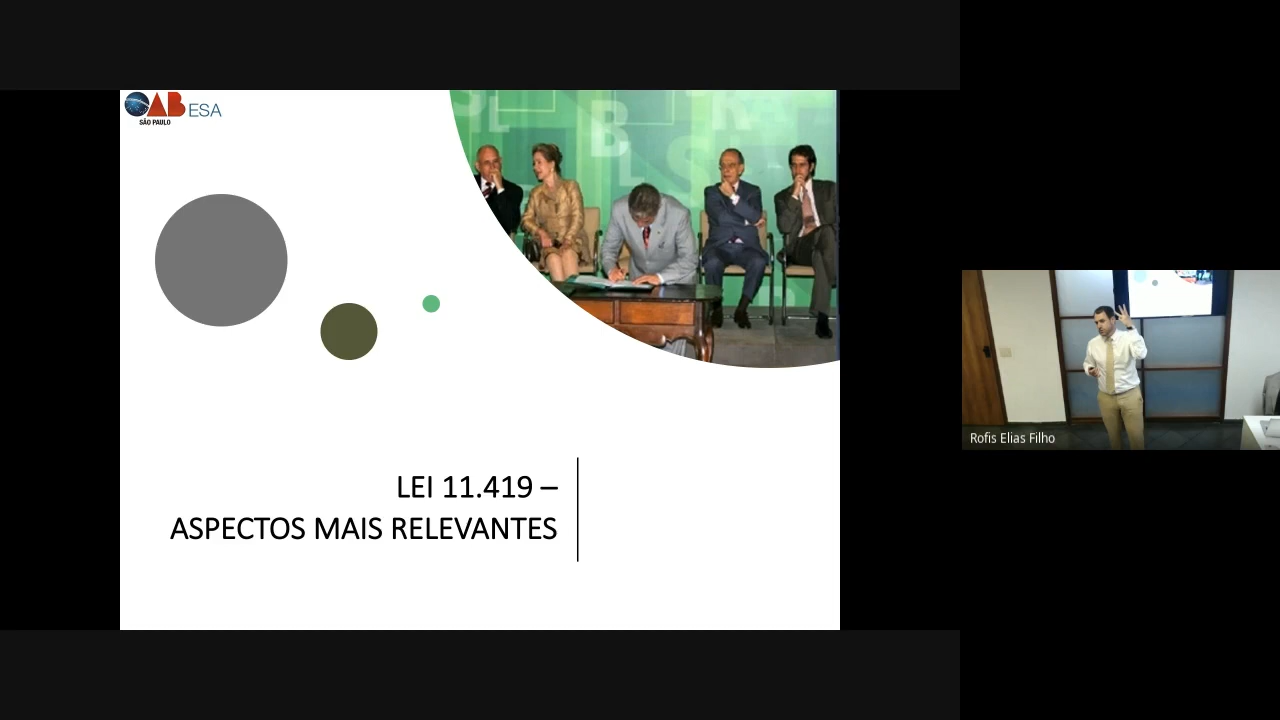 OAB ESA
SÃO PAULO
LEI 11.419 –
ASPECTOS MAIS RELEVANTES
Rofis Elias Filho